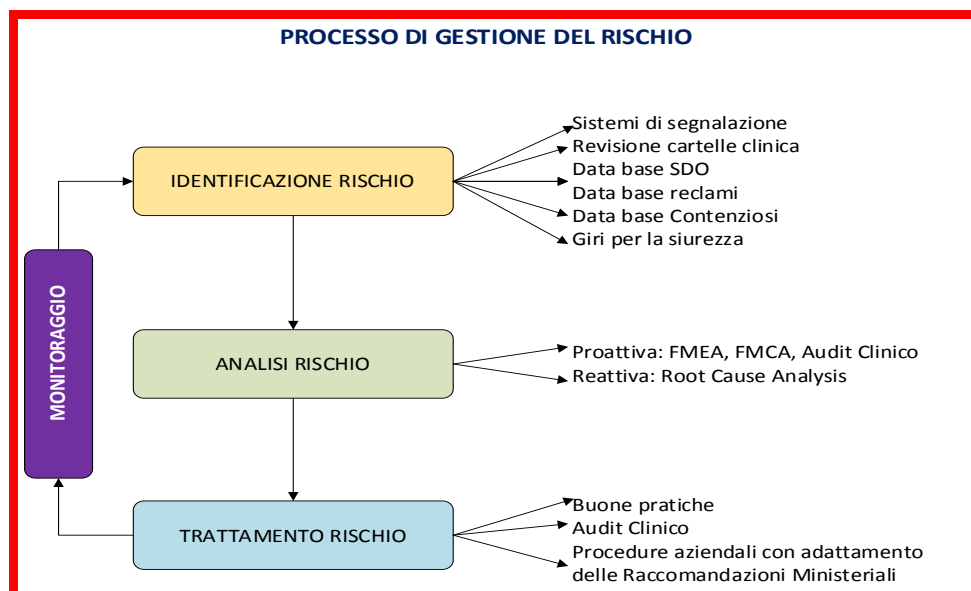 PROCESSO DI GESTIONE DEL RISCHIO
IDENTIFICAZIONE RISCHIO
Sistemi di segnalazione
Revisione cartelle clinica
Data base SDO
Data base reclami
Data base Contenziosi
Giri per la siurezza
MONITORAGGIO
ANALISI RISCHIO
Proattiva: FMEA, FMCA, Audit Clinico
Reattiva: Root Cause Analysis
TRATTAMENTO RISCHIO
Buone pratiche
Audit Clinico
Procedure aziendali con adattamento
delle Raccomandazioni Ministeriali